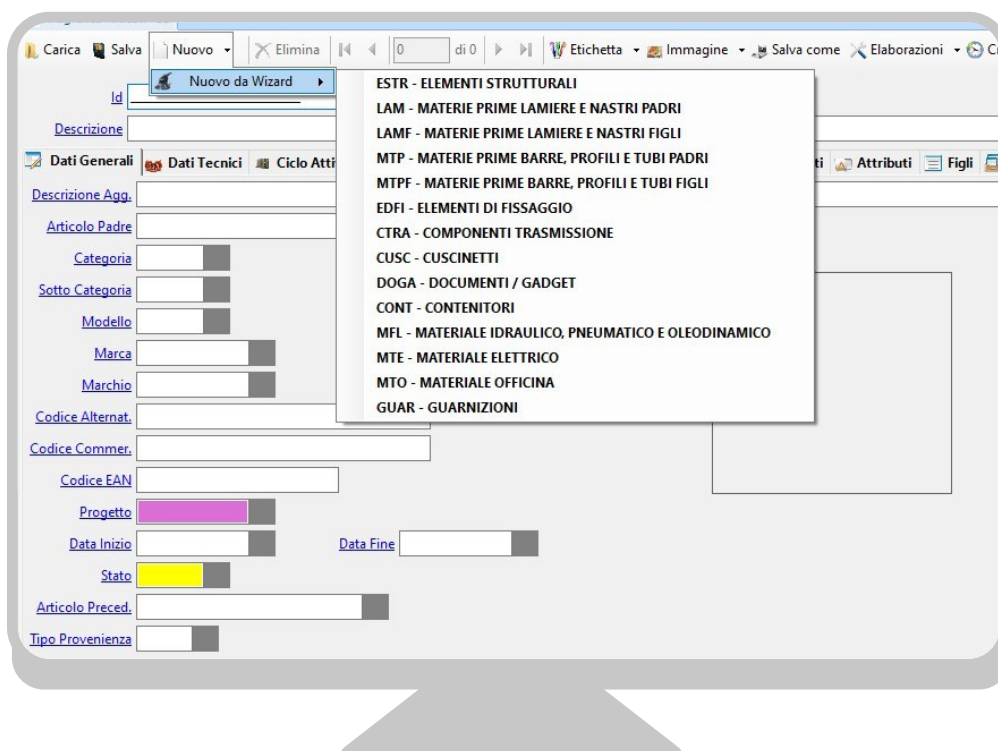 Carica Salva Nuovo Elimina 0 di 0 Etichetta Immagine Salva come Elaborazioni
Nuovo da Wizard
ESTR - ELEMENTI STRUTTURALI
LAM - MATERIE PRIME LAMIERE E NASTRI PADRI
LAMF - MATERIE PRIME LAMIERE E NASTRI FIGLI
MTP - MATERIE PRIME BARRE, PROFILI E TUBI PADRI
MTPF - MATERIE PRIME BARRE, PROFILI E TUBI FIGLI
EDFI - ELEMENTI DI FISSAGGIO
CTRA - COMPONENTI TRASMISSIONE
CUSC - CUSCINETTI
DOGA - DOCUMENTI / GADGET
CONT - CONTENITORI
MFL - MATERIALE IDRAULICO, PNEUMATICO E OLEODINAMICO
MTE - MATERIALE ELETTRICO
MTO - MATERIALE OFFICINA
GUAR - GUARNIZIONI
Id
Descrizione
Dati Generali Dati Tecnici Ciclo Atti ti Attributi Figli
Descrizione Agg.
Articolo Padre
Categoria
Sotto Categoria
Modello
Marca
Marchio
Codice Alternat.
Codice Commer.
Codice EAN
Progetto
Data Inizio Data Fine
Stato
Articolo Preced.
Tipo Provenienza